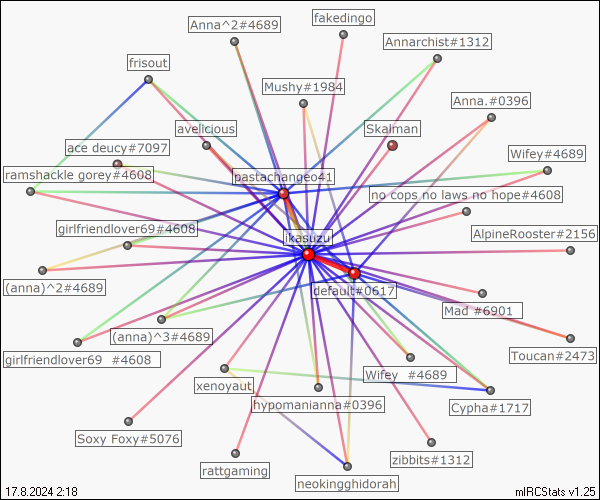 fakedingo
Anna^2#4689
Annarchist#1312
frisout
Mushy#1984
Anna.#0396
avelicious
Skalman
ace deucy#7097
Wifey#4689
ramshackle gorey#4608
pastachange41
no cops no laws no hope#4608
girlfriendlover69#4608
jkasuzu
AlpineRooster#2156
(anna)^2#4689
default#0617
Mad #6901
(anna)^3#4689
Toucan#2473
girlfriendlover69 #4608
Wifey #4689
xenoyaut
hypomanianna#0396
Cypha#1717
Soxy Foxy#5076
zibbits#1312
rattgaming
neokingghidorah
17.8.2024 2:18
mIRCStats v1.25